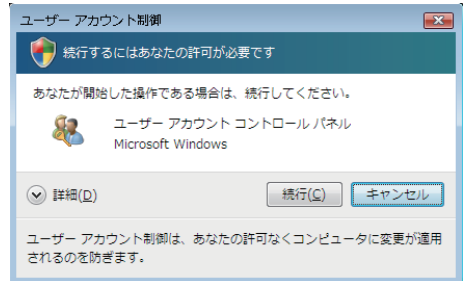 ユーザー アカウント制御
続行するにはあなたの許可が必要です
あなたが開始した操作である場合は、続行してください。
ユーザー アカウント コントロール パネル
Microsoft Windows
詳細(D)
続行(C)
キャンセル
ユーザー アカウント制御は、あなたの許可なくコンピュータに変更が適用
されるのを防ぎます。